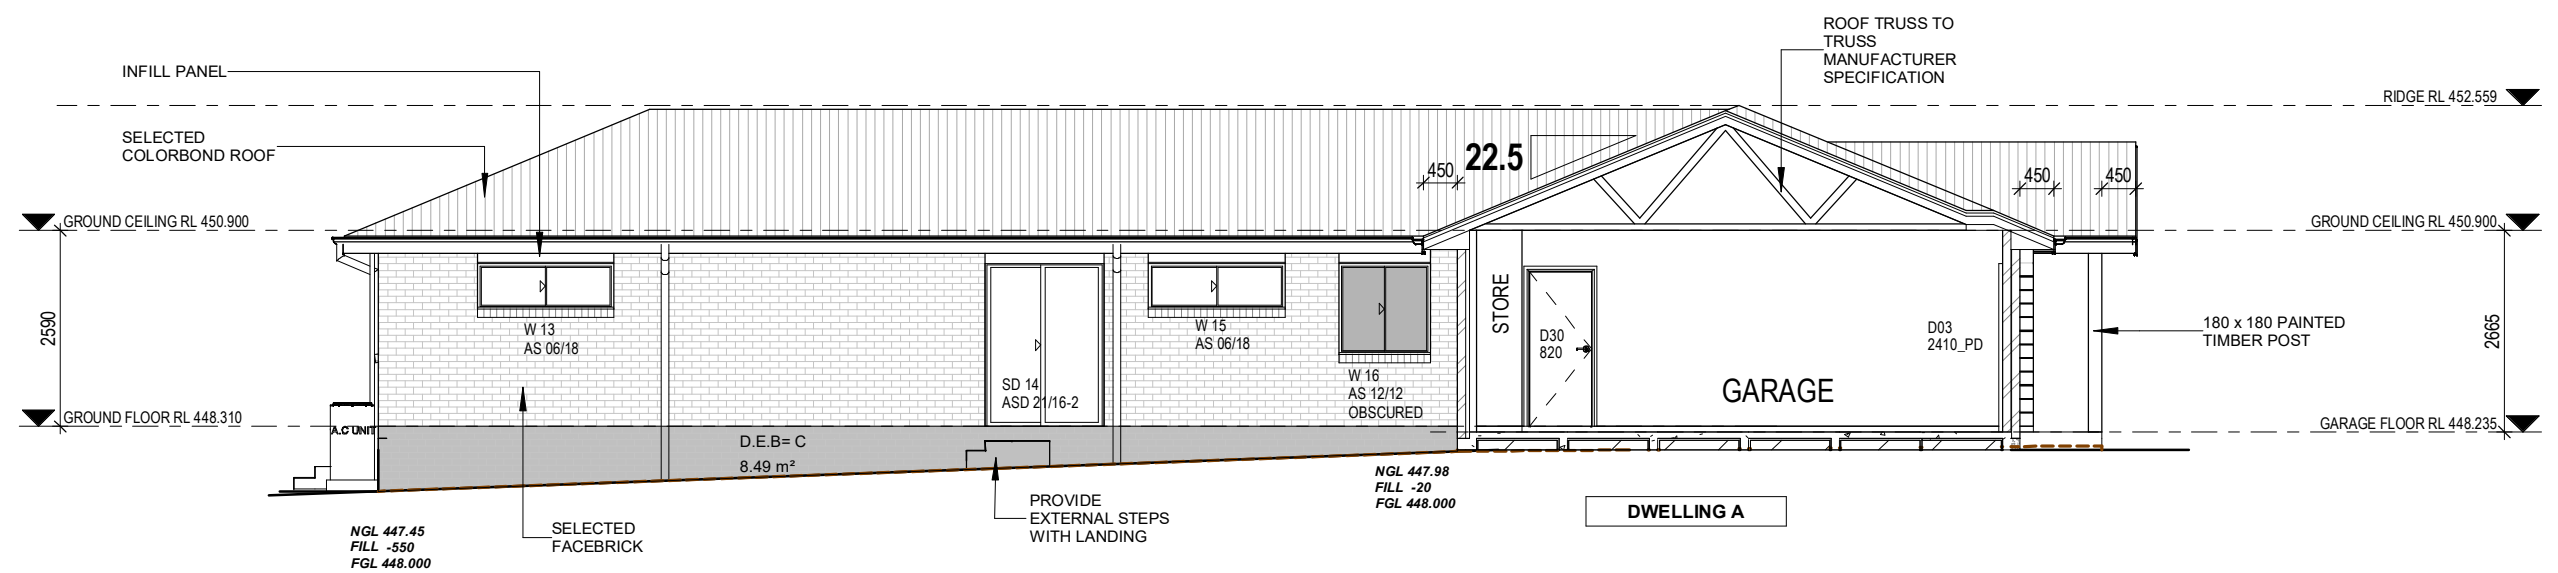 ROOF TRUSS TO
TRUSS
MANUFACTURER
SPECIFICATION
INFILL PANEL
RIDGE RL 452.559
SELECTED
COLORBOND ROOF
22.5
450
450
450
GROUND CEILING RL 450.900
GROUND CEILING RL 450.900
2590
STORE
W 13
AS 06/18
W 15
AS 06/18
D30
820
D03
2410_PD
180 x 180 PAINTED
TIMBER POST
2665
W 16
AS 12/12
OBSCURED
SD 14
ASD 21/16-2
GARAGE
GROUND FLOOR RL 448.310
A.C UNIT
GARAGE FLOOR RL 448.235
D.E.B= C
8.49 m²
NGL 447.98
FILL -20
FGL 448.000
PROVIDE
EXTERNAL STEPS
WITH LANDING
DWELLING A
SELECTED
FACEBRICK
NGL 447.45
FILL -550
FGL 448.000